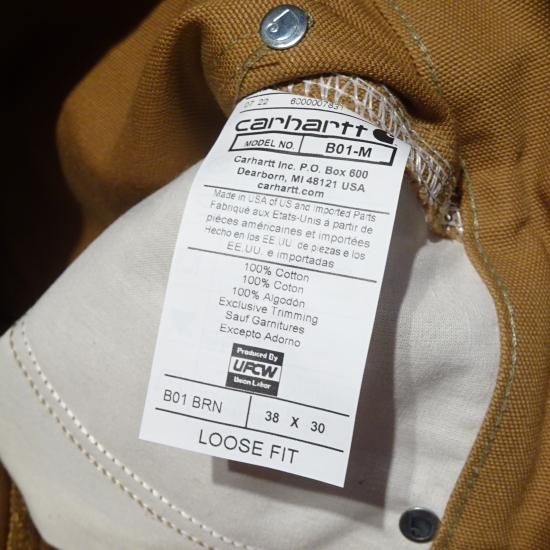 07 22 6000007831
carhartt
MODEL NO. B01-M
Carhartt Inc. P.O. Box 600
Dearborn, MI 48121 USA
carhartt.com
Made in USA of US and Imported Parts
Fabriqué aux Etats-Unis à partir de
pièces américaines et importées
Hecho en los EE.UU. de piezas e los
EE.UU. e importadas
100% Cotton
100% Coton
100% Algodón
Exclusive Trimming
Sauf Garnitures
Excepto Adorno
Produced By
UFCW
Union Labor
B01 BRN 38 X 30
LOOSE FIT